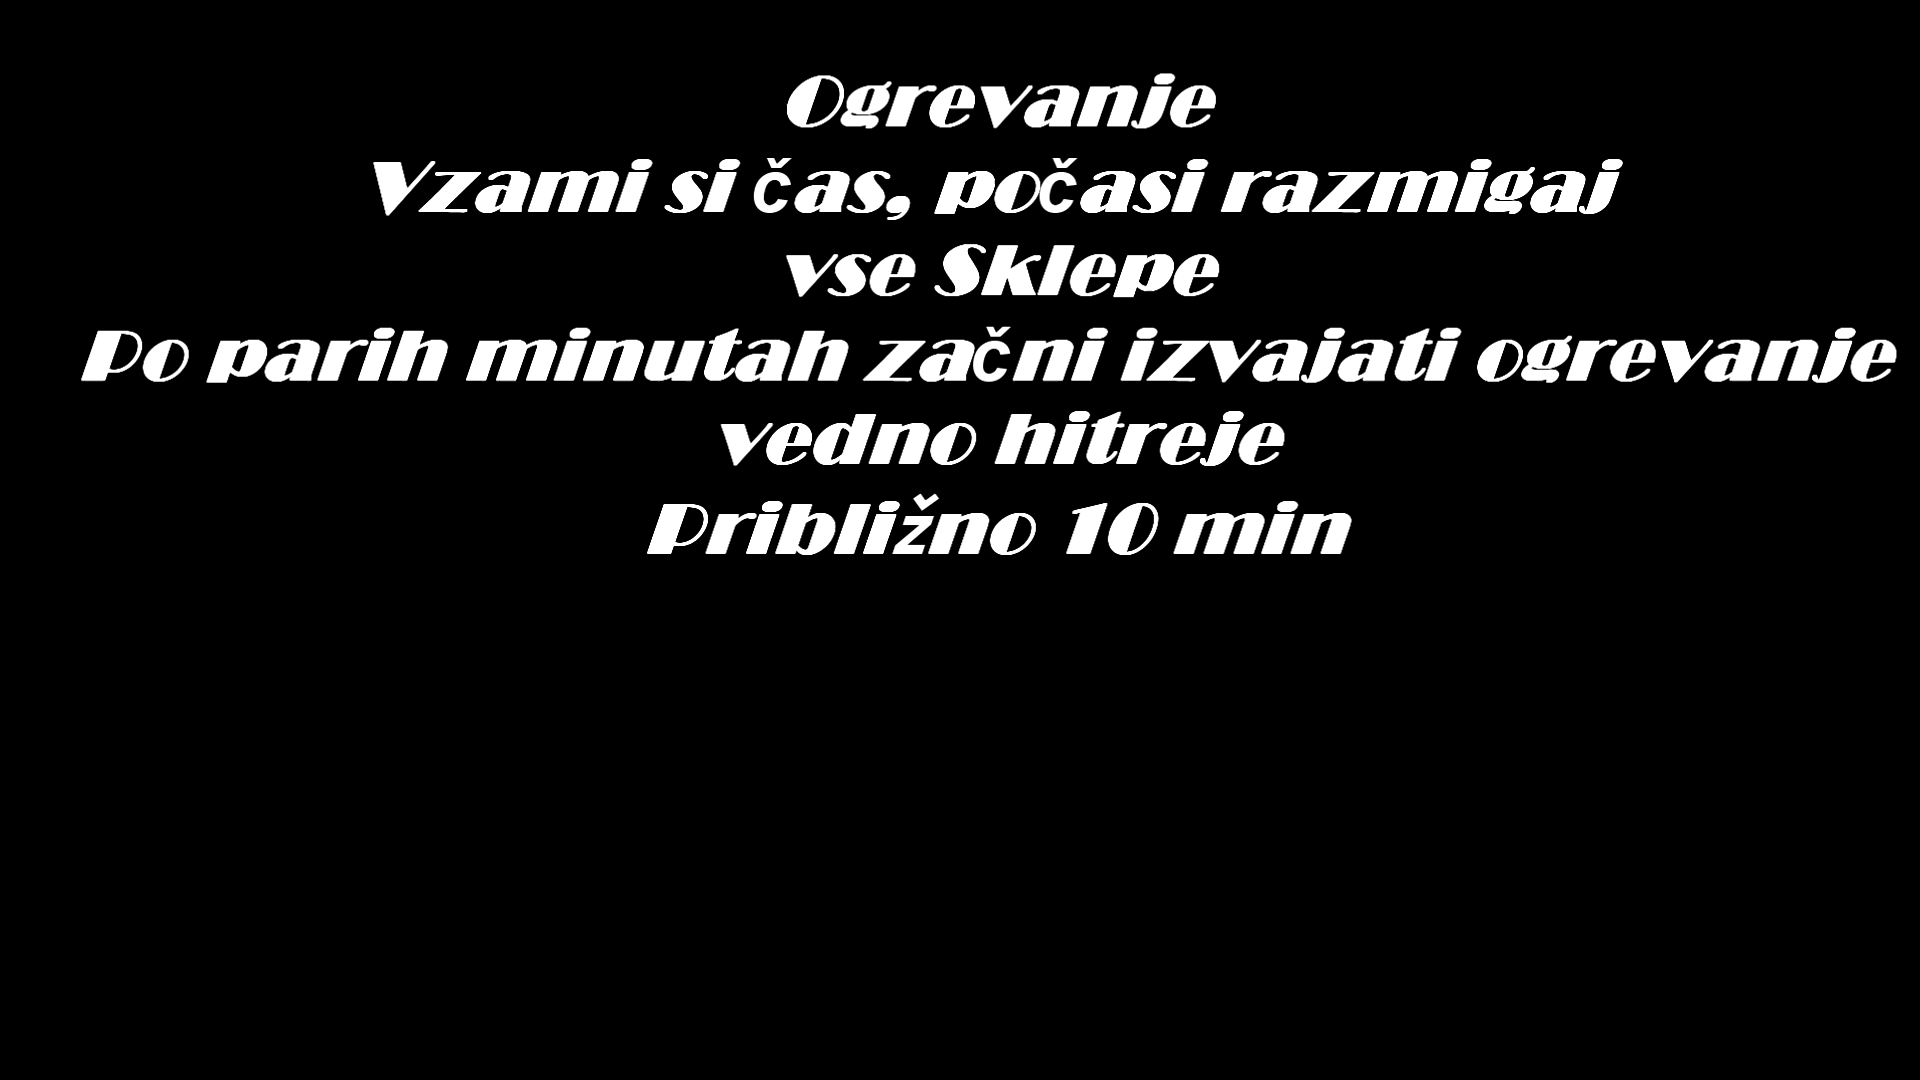 Ogrevanje
Vzami si čas, počasi razmigaj
vse Sklepe
Po parih minutah začni izvajati ogrevanje
vedno hitreje
Približno 10 min